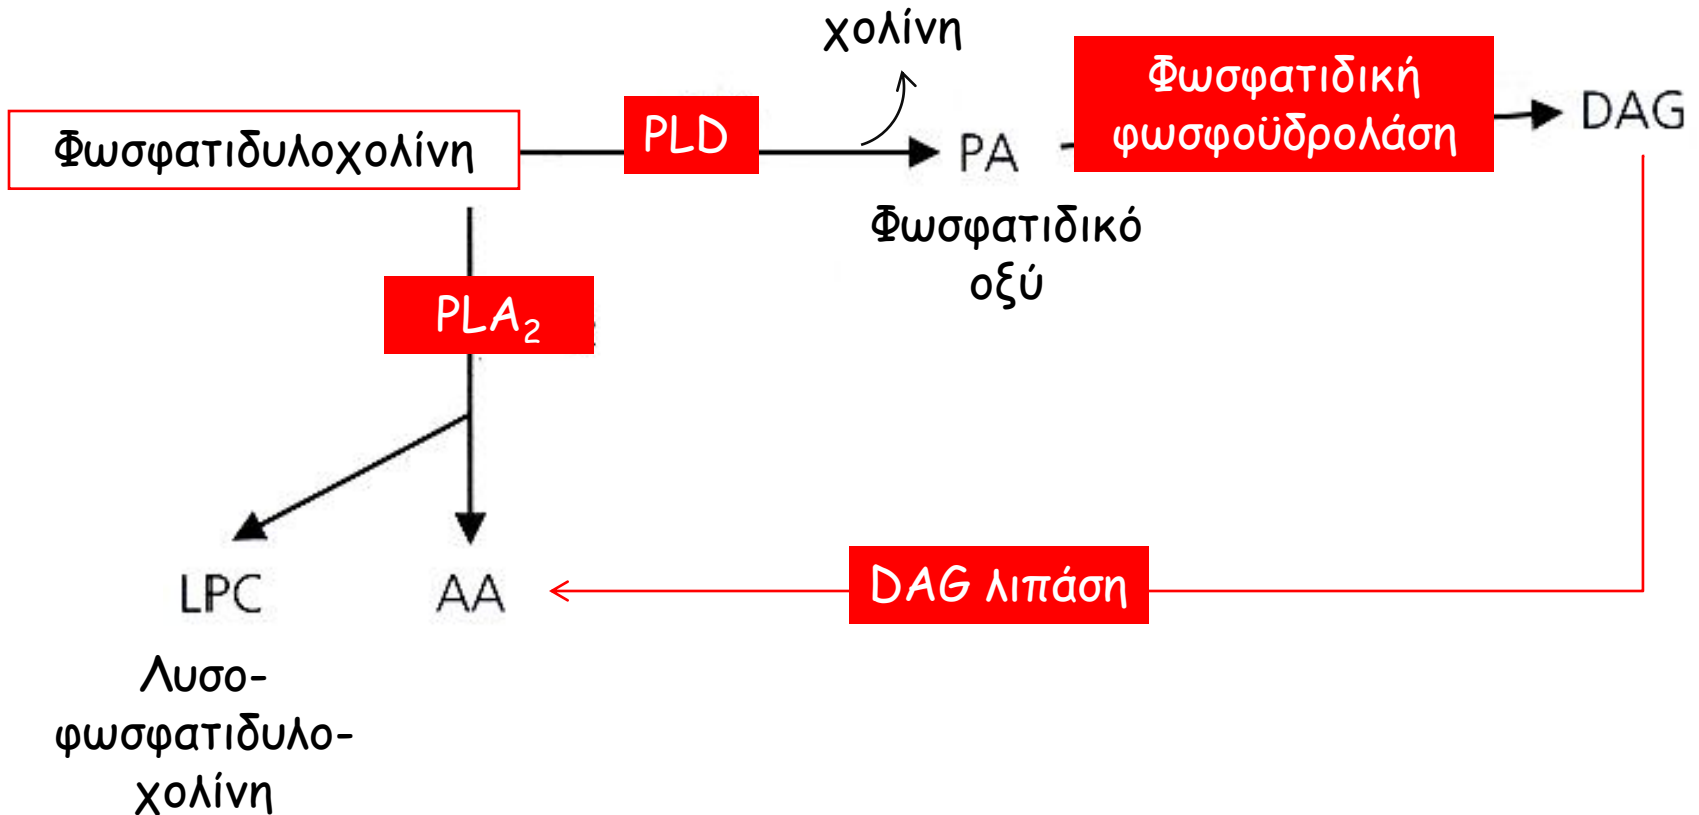 χολίνη
Φωσφατιδυλοχολίνη
PLD
PA
Φωσφατιδική
φωσφοϋδρολάση
DAG
Φωσφατιδικό
οξύ
PLA₂
LPC
AA
DAG λιπάση
Λυσο-
φωσφατιδυλο-
χολίνη